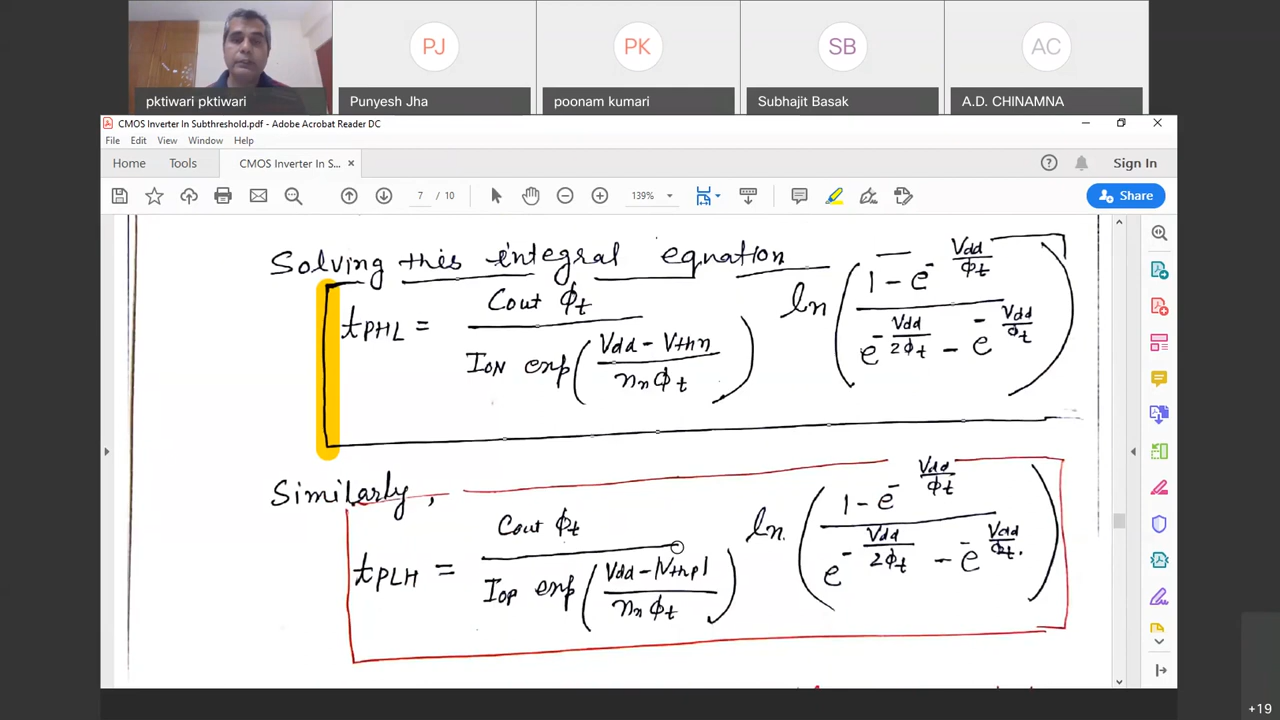 PJ
PK
SB
AC
pktiwari pktiwari
Punyesh Jha
poonam kumari
Subhajit Basak
A.D. CHINAMNA
CMOS Inverter In Subthreshold.pdf - Adobe Acrobat Reader DC
File Edit View Window Help
Home Tools CMOS Inverter In S... × Sign In
7 / 10 139% Share
Solving this integral equation
tPHL = Cout ϕt / (ION exp((Vdd - Vthn) / (nn ϕt))) ln((1 - e^(-Vdd/ϕt)) / (e^(-Vdd/2ϕt) - e^(-Vdd/ϕt)))
Similarly,
tPLH = Cout ϕt / (IOP exp((Vdd - |Vthp|) / (nn ϕt))) ln((1 - e^(-Vdd/ϕt)) / (e^(-Vdd/2ϕt) - e^(-Vdd/ϕt)))
+19